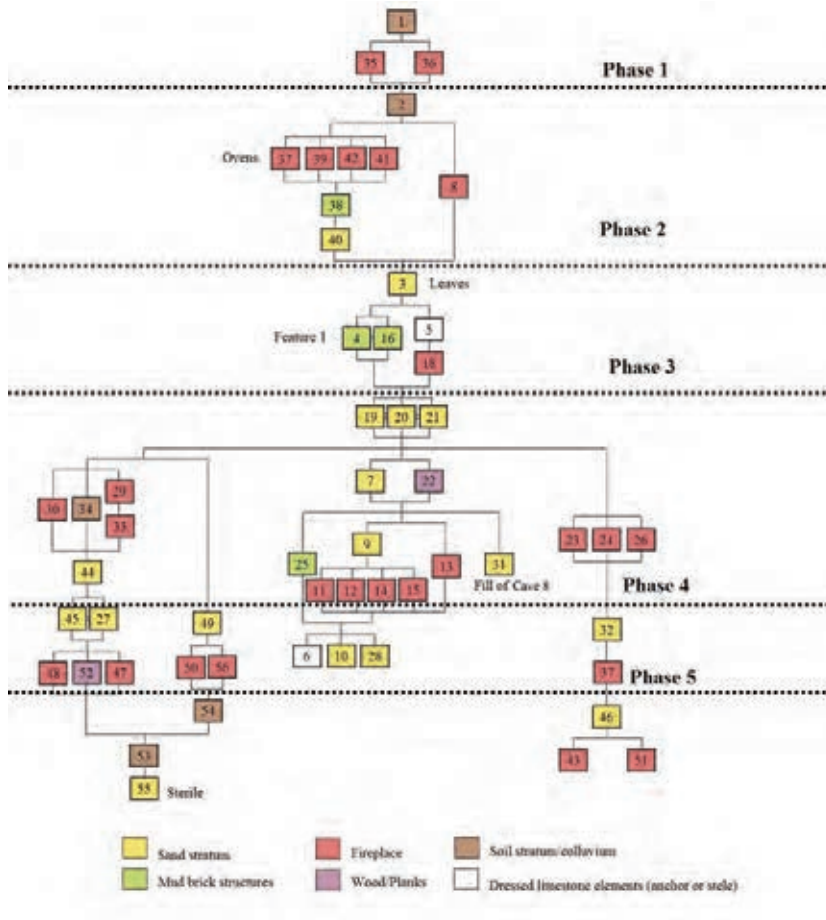 1
35 36
Phase 1
2
Ovens
37 39 42 41
8
38
40
Phase 2
3 Leaves
5
Feature 1
4 16
18
Phase 3
19 20 21
7 22
29
30 34
33
9
44
25
13
31
23 24 26
11 12 14 15
Fill of Cave 8
Phase 4
45 27
49
32
6 10 28
48 52 47
50 56
37
Phase 5
54
46
53
43 51
55 Sterile
Sand stratum
Fireplace
Soil stratum/colluvium
Mud brick structures
Wood/Planks
Dressed limestone elements (anchor or stele)